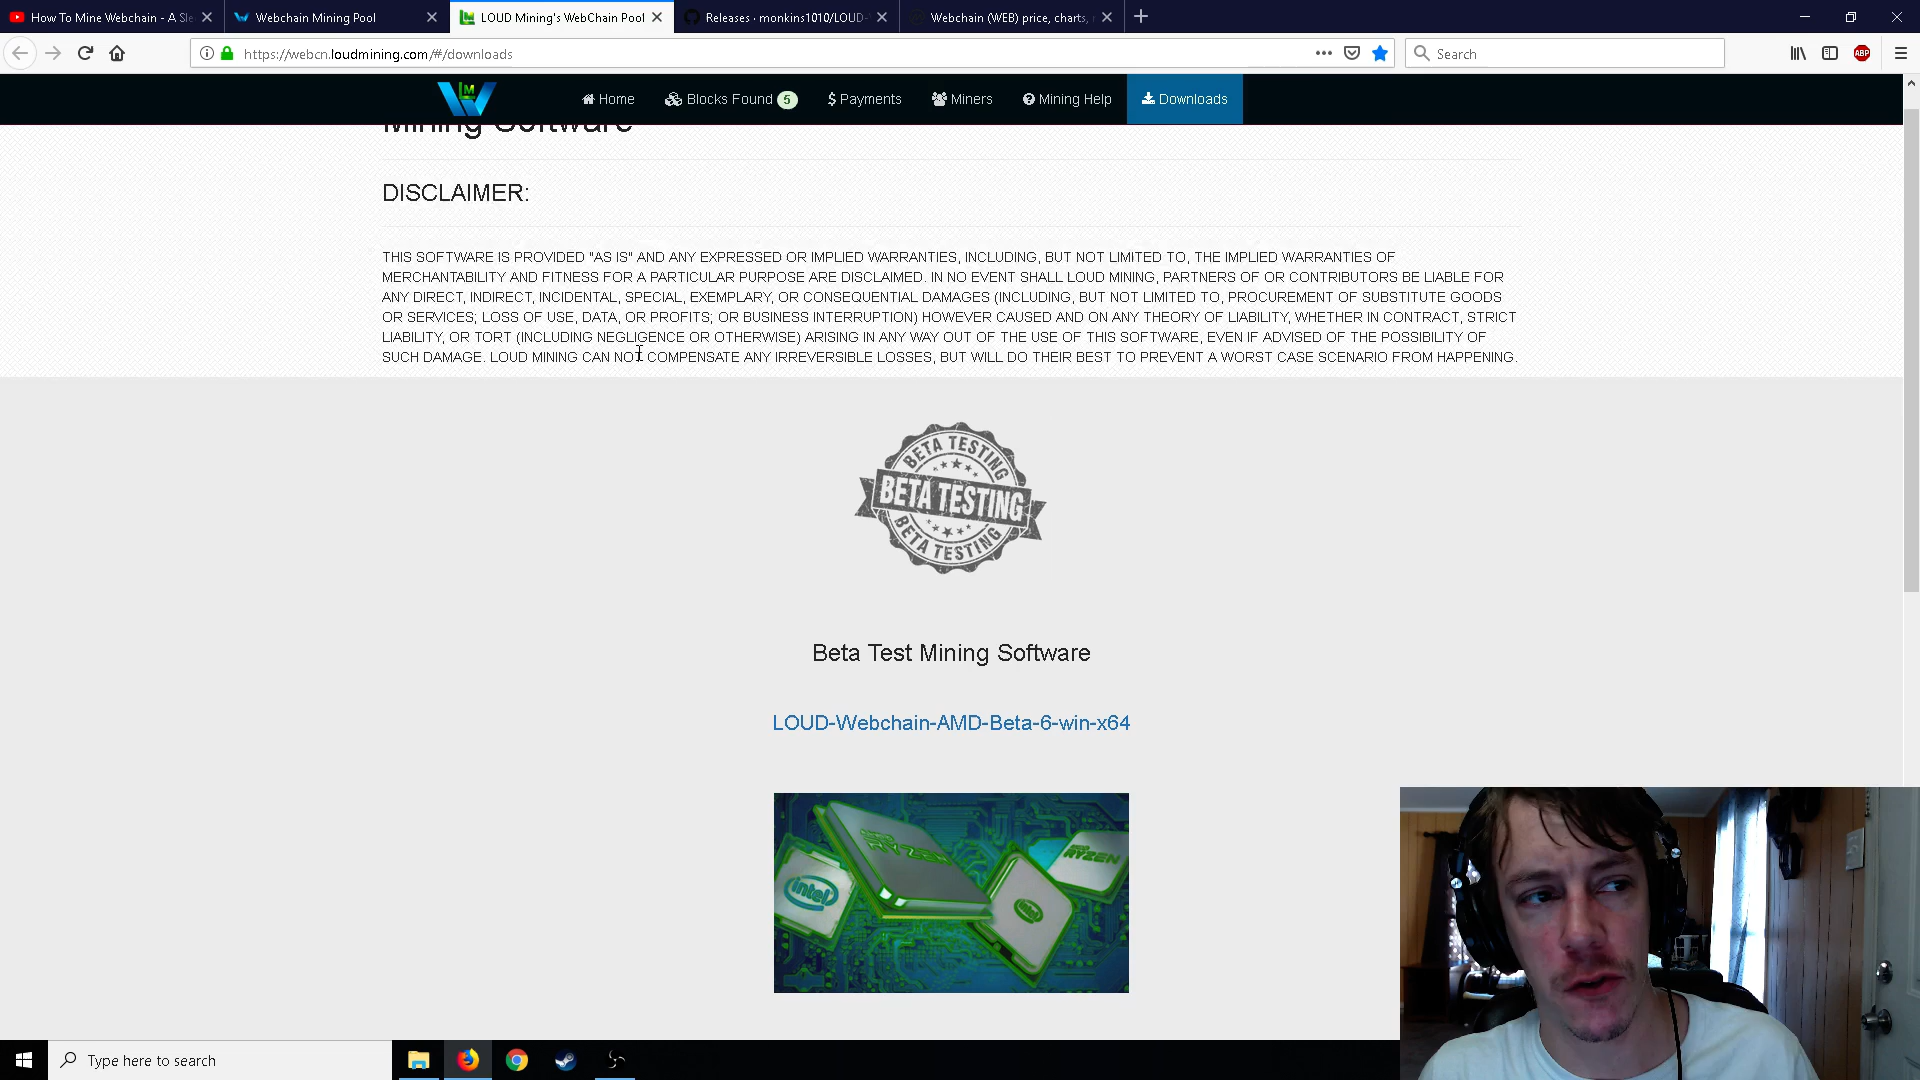 How To Mine Webchain - A Sle
Webchain Mining Pool
LOUD Mining's WebChain Pool
Releases · monkins1010/LOUD-
Webchain (WEB) price, charts,
https://webcn.loudmining.com/#/downloads
Search
ABP
LM
Home
Blocks Found 5
Payments
Miners
Mining Help
Downloads
Mining Software
DISCLAIMER:
THIS SOFTWARE IS PROVIDED "AS IS" AND ANY EXPRESSED OR IMPLIED WARRANTIES, INCLUDING, BUT NOT LIMITED TO, THE IMPLIED WARRANTIES OF
MERCHANTABILITY AND FITNESS FOR A PARTICULAR PURPOSE ARE DISCLAIMED. IN NO EVENT SHALL LOUD MINING, PARTNERS OF OR CONTRIBUTORS BE LIABLE FOR
ANY DIRECT, INDIRECT, INCIDENTAL, SPECIAL, EXEMPLARY, OR CONSEQUENTIAL DAMAGES (INCLUDING, BUT NOT LIMITED TO, PROCUREMENT OF SUBSTITUTE GOODS
OR SERVICES; LOSS OF USE, DATA, OR PROFITS; OR BUSINESS INTERRUPTION) HOWEVER CAUSED AND ON ANY THEORY OF LIABILITY, WHETHER IN CONTRACT, STRICT
LIABILITY, OR TORT (INCLUDING NEGLIGENCE OR OTHERWISE) ARISING IN ANY WAY OUT OF THE USE OF THIS SOFTWARE, EVEN IF ADVISED OF THE POSSIBILITY OF
SUCH DAMAGE. LOUD MINING CAN NOT COMPENSATE ANY IRREVERSIBLE LOSSES, BUT WILL DO THEIR BEST TO PREVENT A WORST CASE SCENARIO FROM HAPPENING.
BETA TESTING
BETA TESTING
BETA TESTING
Beta Test Mining Software
LOUD-Webchain-AMD-Beta-6-win-x64
RYZEN
RYZEN
intel
intel
Type here to search